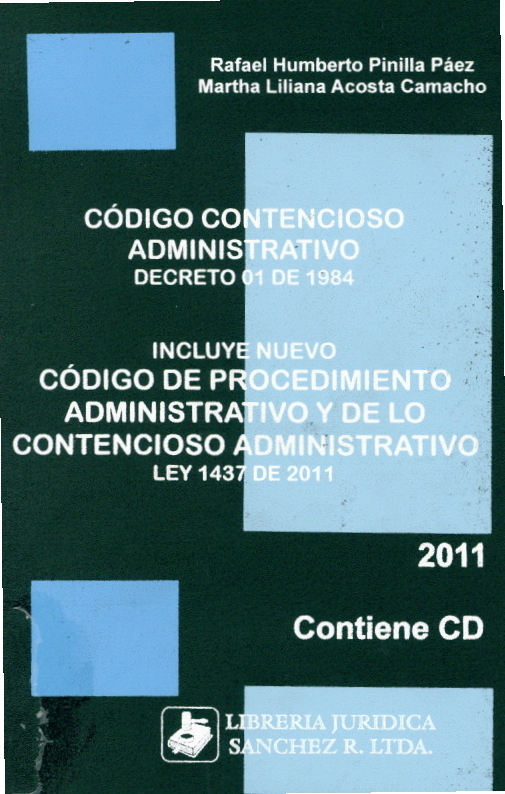 Rafael Humberto Pinilla Páez
Martha Liliana Acosta Camacho
CÓDIGO CONTENCIOSO
ADMINISTRATIVO
DECRETO 01 DE 1984
INCLUYE NUEVO
CÓDIGO DE PROCEDIMIENTO
ADMINISTRATIVO Y DE LO
CONTENCIOSO ADMINISTRATIVO
LEY 1437 DE 2011
2011
Contiene CD
LIBRERIA JURIDICA
SANCHEZ R. LTDA.